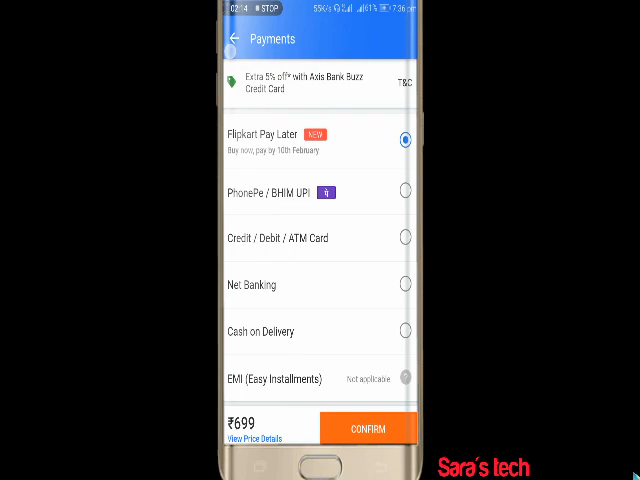 02:14 STOP 55K/s 61% 7:36 pm
Payments
Extra 5% off* with Axis Bank Buzz
Credit Card
T&C
Flipkart Pay Later NEW
Buy now, pay by 10th February
PhonePe / BHIM UPI
Credit / Debit / ATM Card
Net Banking
Cash on Delivery
EMI (Easy Installments) Not applicable ?
₹699
View Price Details
CONFIRM
Sara's tech